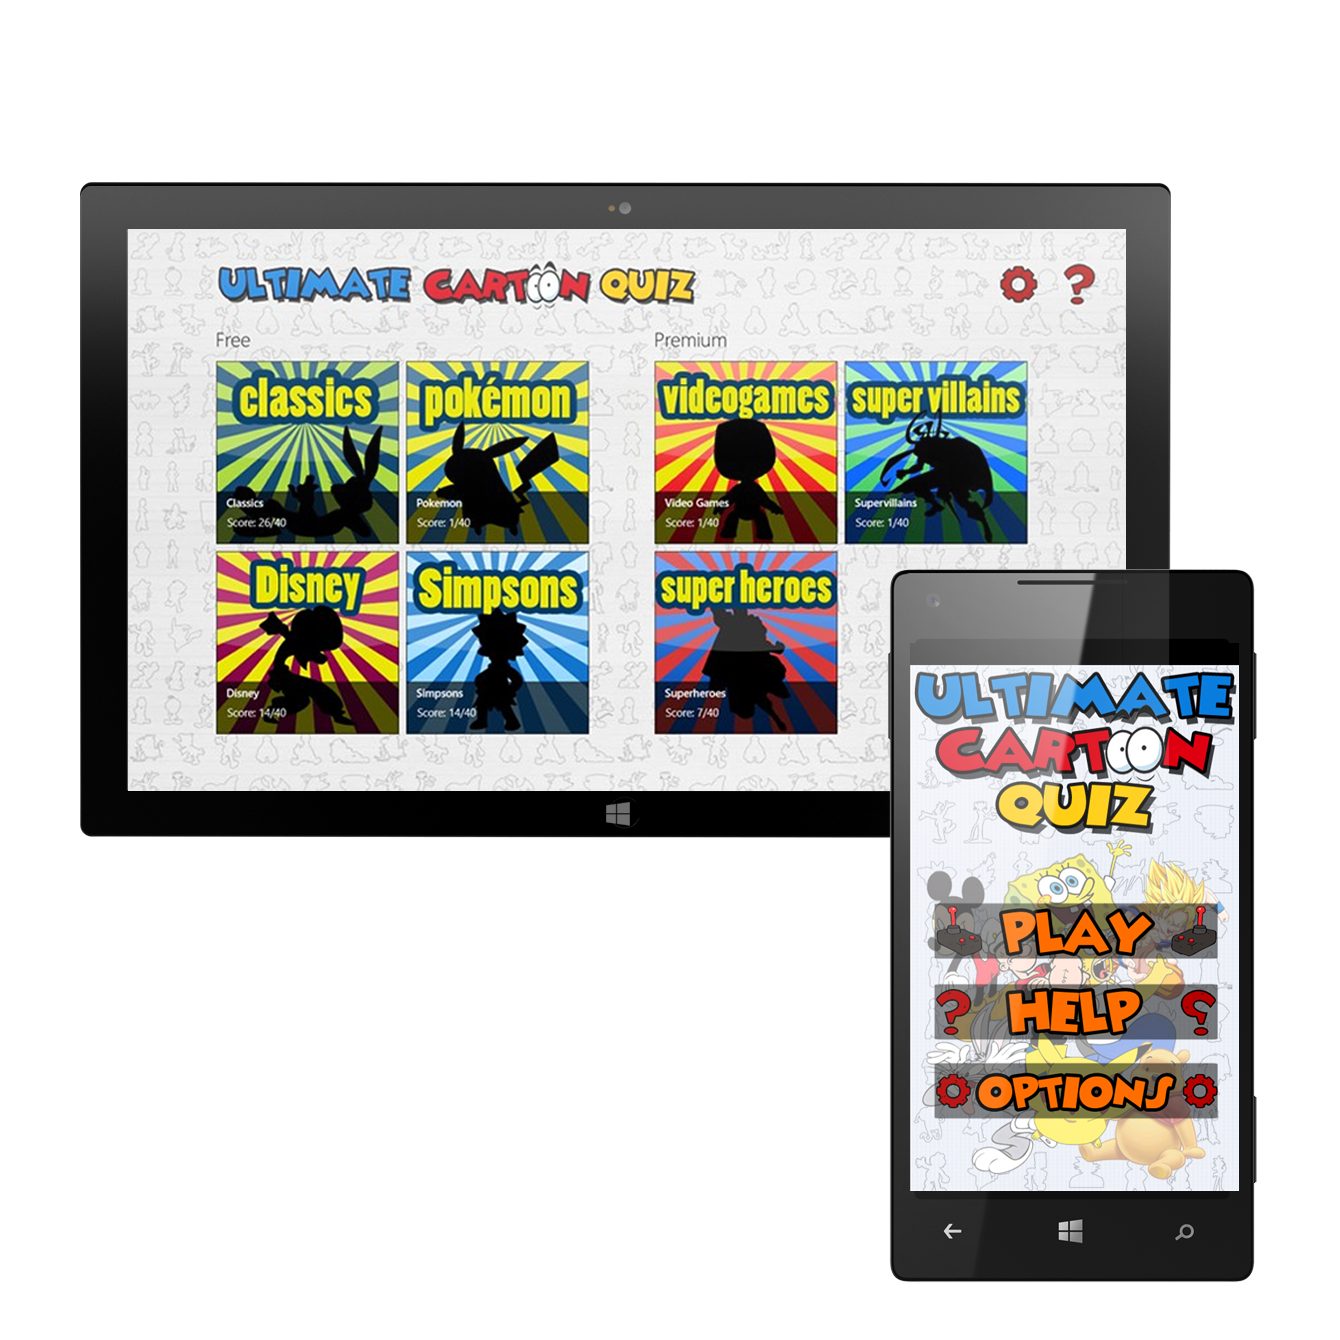 ULTIMATE CARTOON QUIZ
?
Free
Premium
classics
Classics
Score: 26/40
pokémon
Pokemon
Score: 1/40
videogames
Video Games
Score: 1/40
super villains
Supervillains
Score: 1/40
Disney
Disney
Score: 14/40
Simpsons
Simpsons
Score: 14/40
super heroes
Superheroes
Score: 7/40
ULTIMATE
CARTOON
QUIZ
PLAY
? HELP ?
OPTIONS